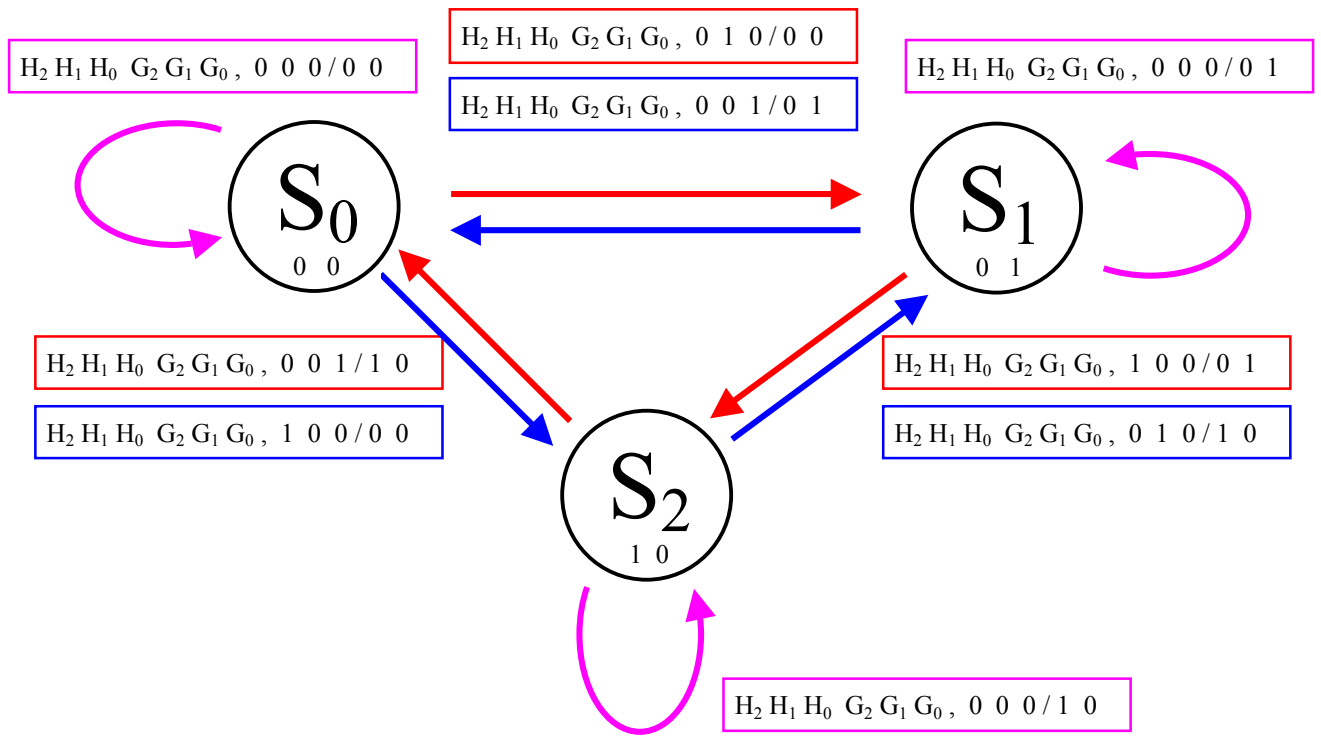 H₂ H₁ H₀ G₂ G₁ G₀ , 0 1 0 / 0 0
H₂ H₁ H₀ G₂ G₁ G₀ , 0 0 0 / 0 0
H₂ H₁ H₀ G₂ G₁ G₀ , 0 0 0 / 0 1
H₂ H₁ H₀ G₂ G₁ G₀ , 0 0 1 / 0 1
S₀
0 0
S₁
0 1
H₂ H₁ H₀ G₂ G₁ G₀ , 0 0 1 / 1 0
H₂ H₁ H₀ G₂ G₁ G₀ , 1 0 0 / 0 1
H₂ H₁ H₀ G₂ G₁ G₀ , 1 0 0 / 0 0
H₂ H₁ H₀ G₂ G₁ G₀ , 0 1 0 / 1 0
S₂
1 0
H₂ H₁ H₀ G₂ G₁ G₀ , 0 0 0 / 1 0